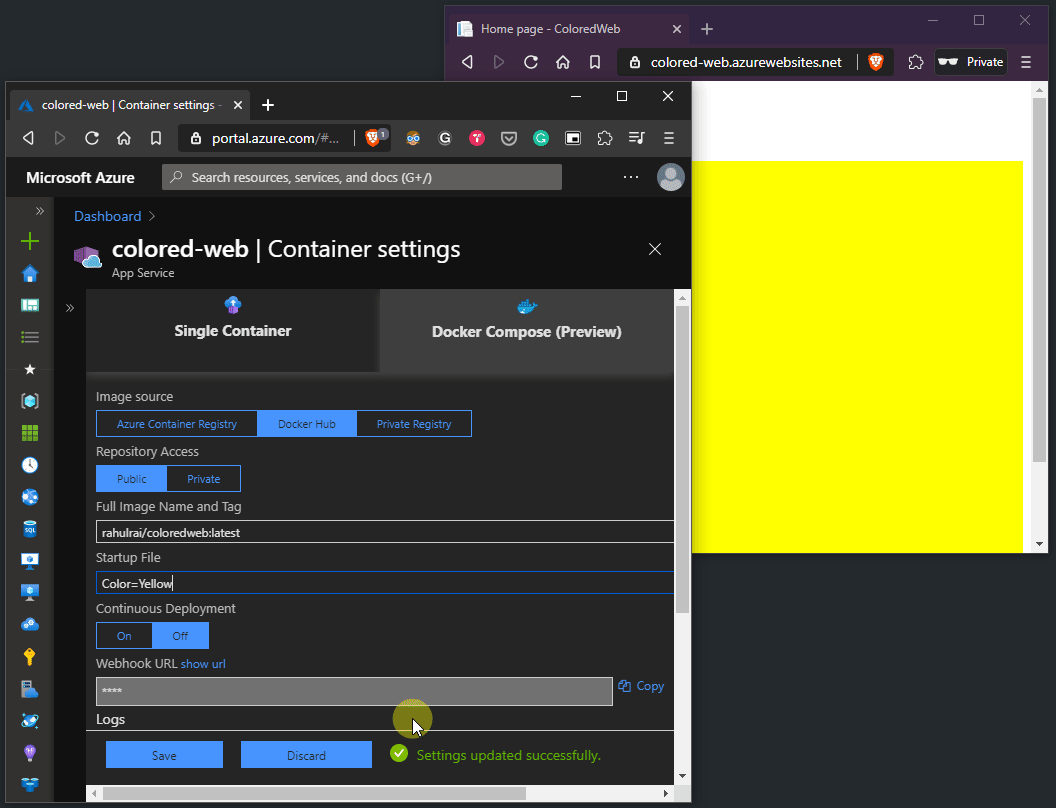 Home page - ColoredWeb
colored-web.azurewebsites.net
Private
colored-web | Container settings -
portal.azure.com/#...
1
Microsoft Azure
Search resources, services, and docs (G+/)
Dashboard
colored-web | Container settings
App Service
Single Container
Docker Compose (Preview)
Image source
Azure Container Registry
Docker Hub
Private Registry
Repository Access
Public
Private
Full Image Name and Tag
rahulrai/coloredweb:latest
Startup File
Color=Yellow
Continuous Deployment
On
Off
Webhook URL show url
****
Copy
Logs
Save
Discard
Settings updated successfully.
SQL